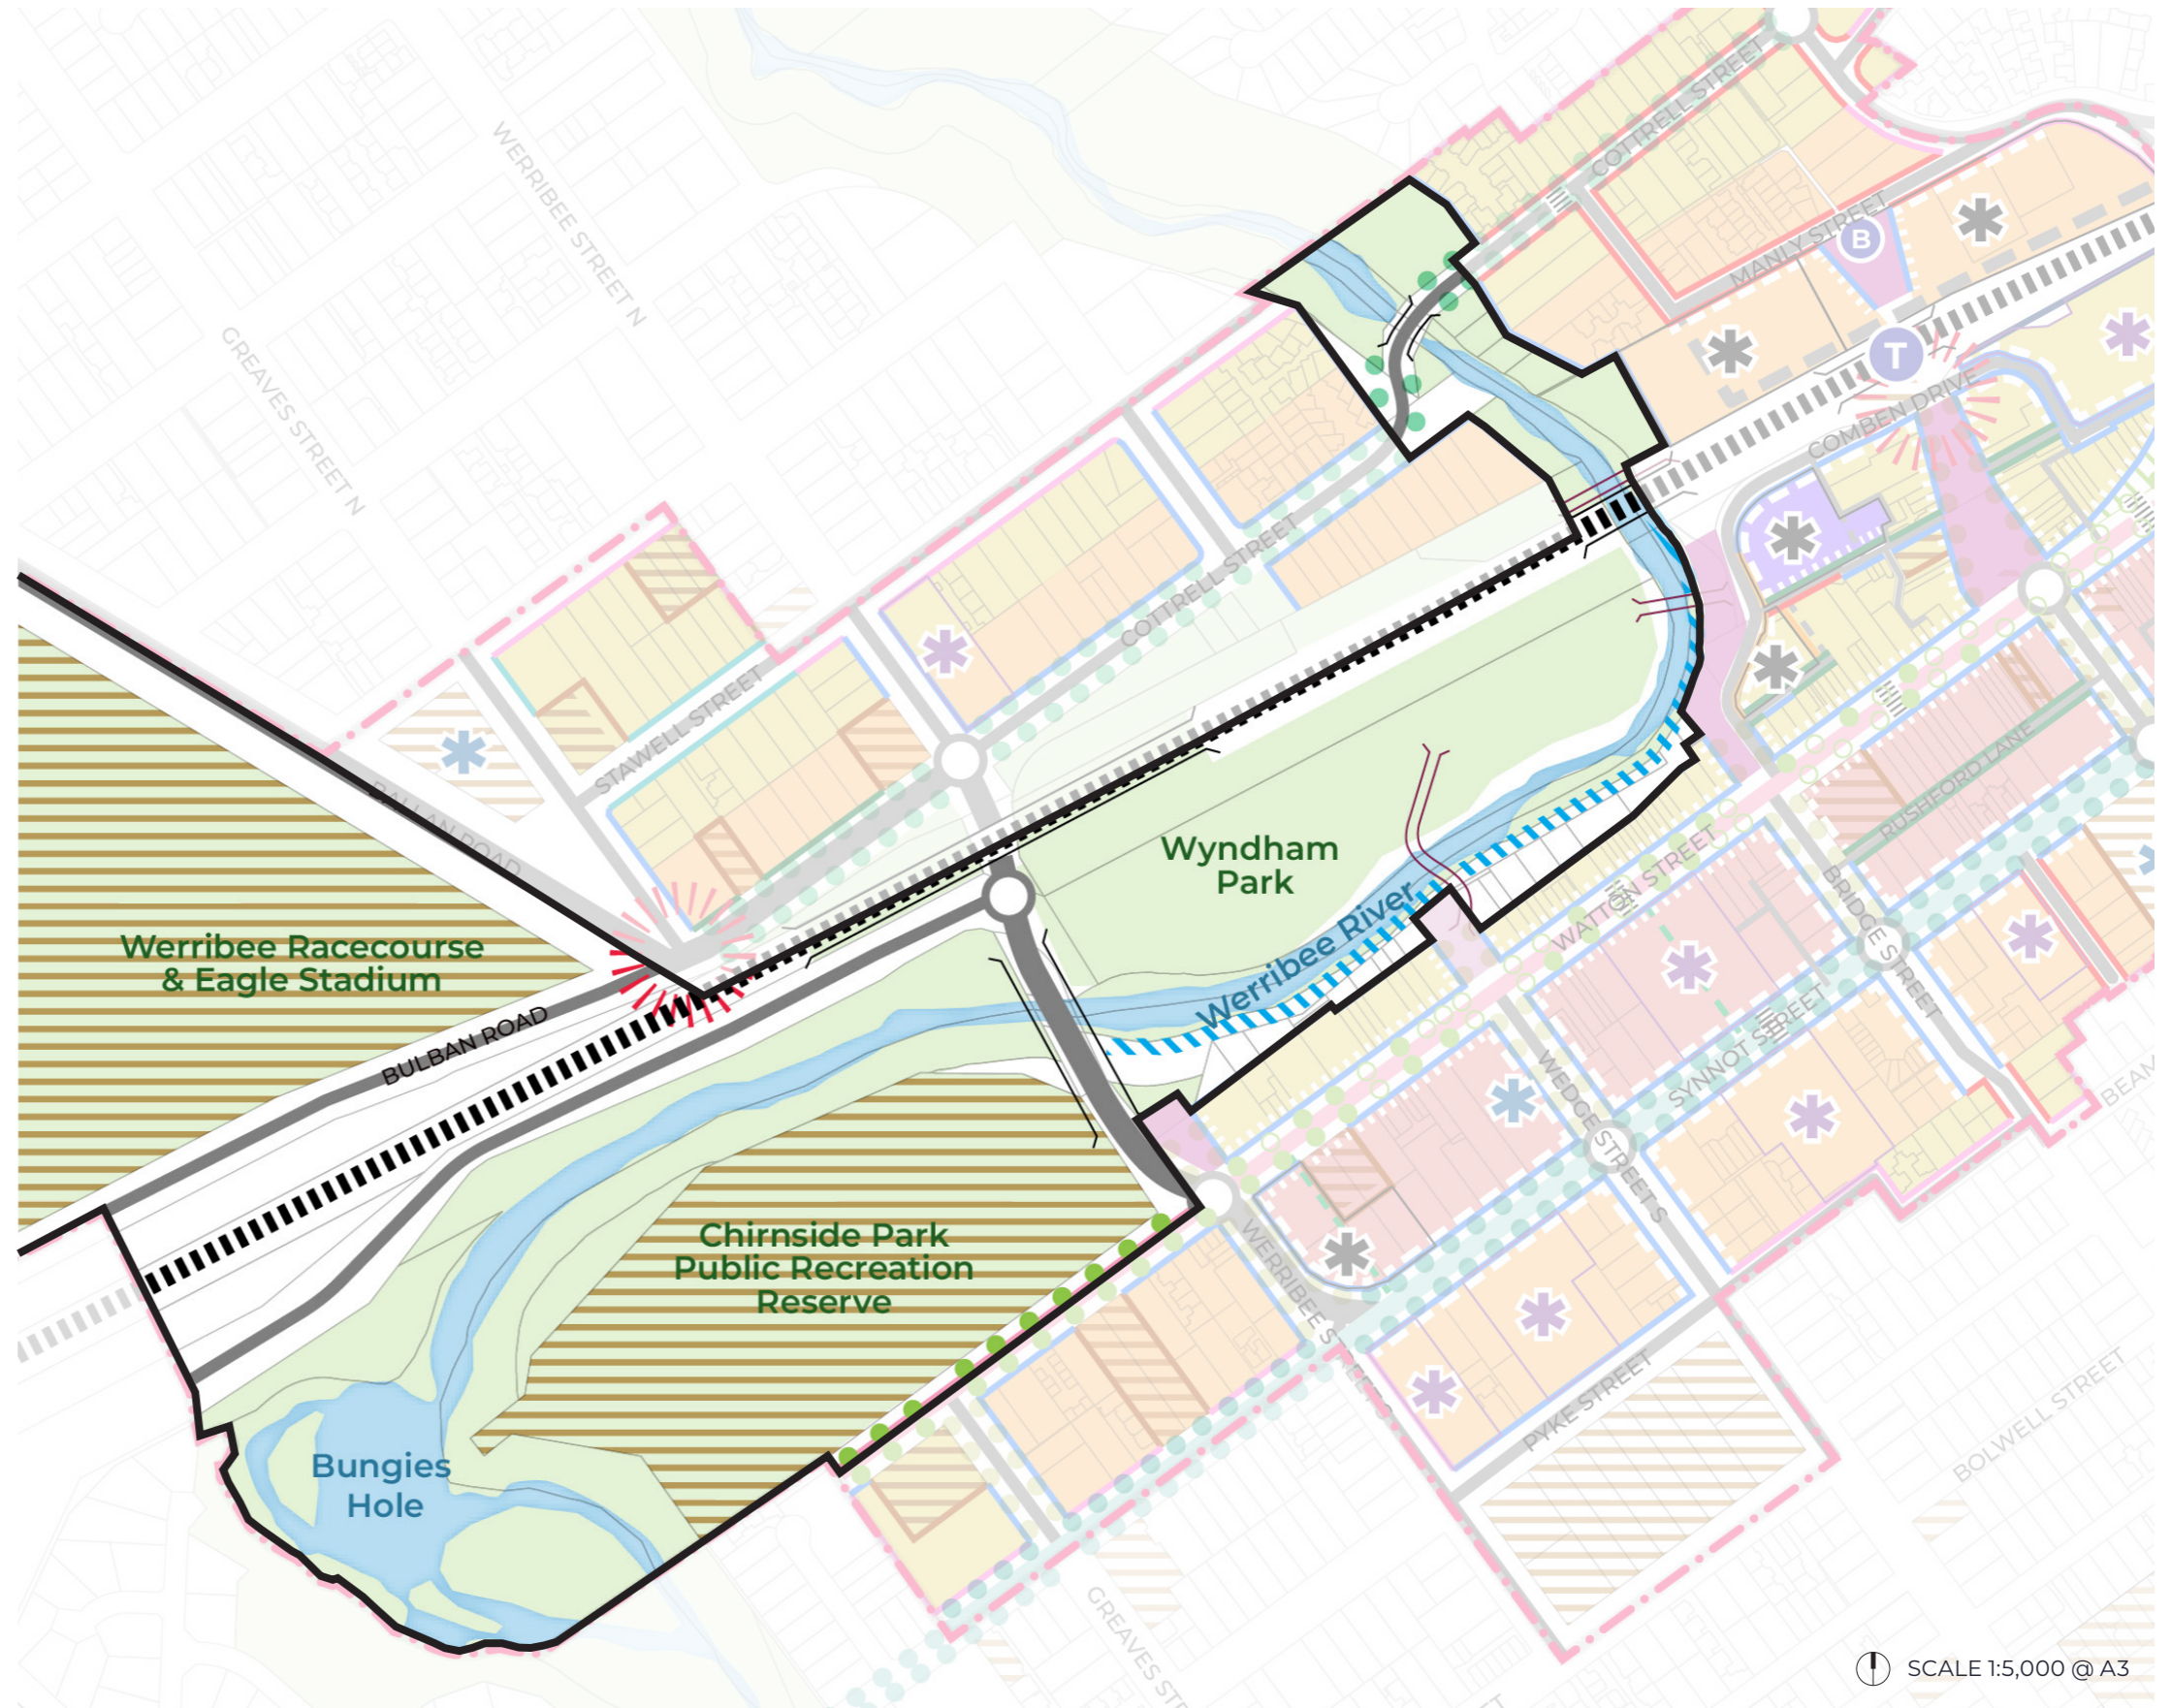 WERRIBEE STREET N
GREAVES STREET N
COTTRELL STREET
MANLY STREET
B
T
COMBEN DRIVE
COTTRELL STREET
STAWELL STREET
BALLAN ROAD
RUSHFORD LANE
Wyndham
Park
WATTON STREET
BRIDGE STREET
Werribee River
Werribee Racecourse
& Eagle Stadium
BULBAN ROAD
SYNNOT STREET
WEDGE STREET S
BEAM
Chirnside Park
Public Recreation
Reserve
WERRIBEE STREET S
PYKE STREET
BOLWELL STREET
Bungies
Hole
GREAVES STR
SCALE 1:5,000 @ A3